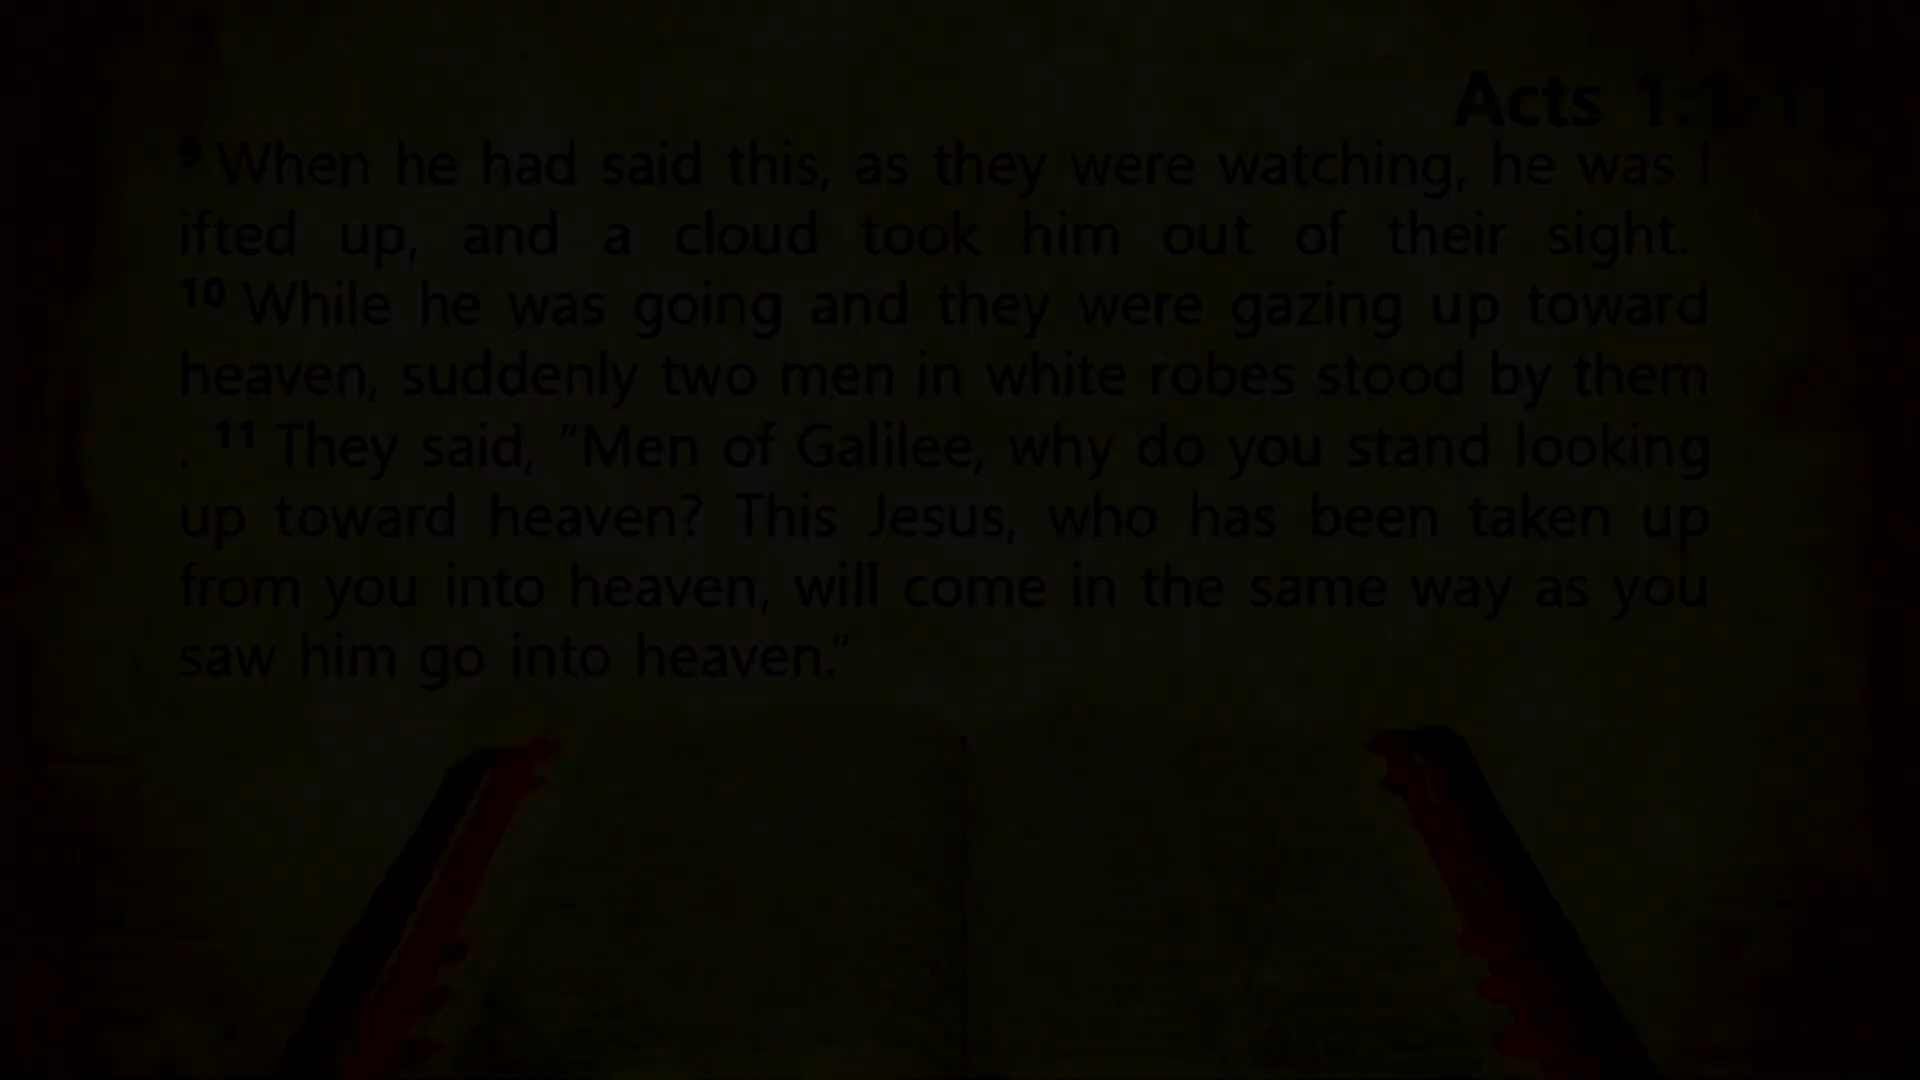 Acts 1.1-1
9 When he had said this, as they were watching, he was l
ifted up, and a cloud took him out of their sight.
10 While he was going and they were gazing up toward
heaven, suddenly two men in white robes stood by them
. 11 They said, “Men of Galilee, why do you stand looking
up toward heaven? This Jesus, who has been taken up
from you into heaven, will come in the same way as you
saw him go into heaven.”